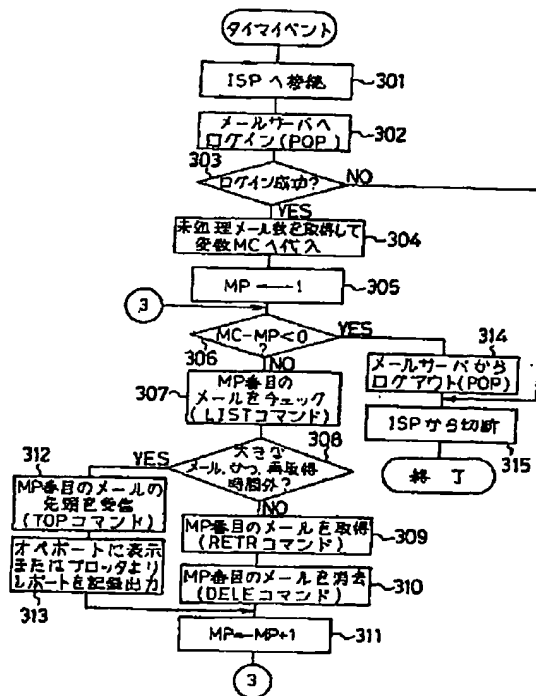 タイマイベント
ISPへ接続
301
メールサーバへ
ログイン(POP)
302
303
ログイン成功?
NO
YES
未処理メール数を取得して
変数MCへ代入
304
MP ← 1
305
3
MC-MP<0
?
306
YES
NO
314
メールサーバから
ログアウト(POP)
307
MP番目の
メールをチェック
(LISTコマンド)
ISPから切断
315
終了
308
大きな
メール、かつ、再取得
時間外?
YES
NO
312
MP番目のメールの
先頭を受信
(TOPコマンド)
MP番目のメールを取得
(RETRコマンド)
309
オペポートに表示
またはプロッタより
レポートを記録出力
313
MP番目のメールを消去
(DELEコマンド)
310
MP←MP+1
311
3